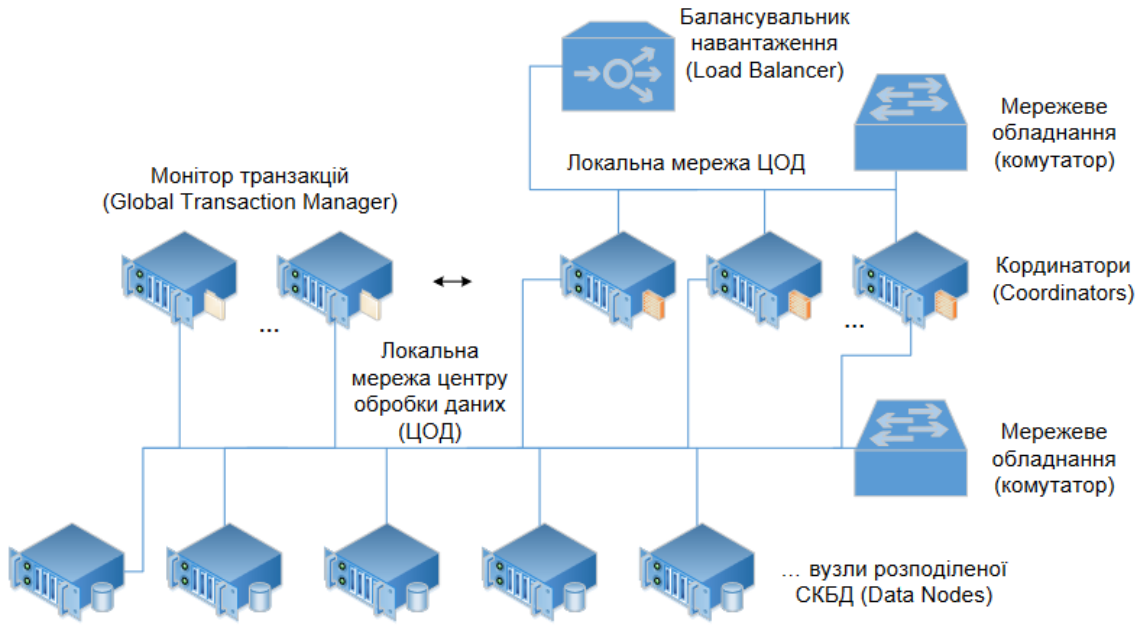 Балансувальник
навантаження
(Load Balancer)
Мережеве
обладнання
(комутатор)
Локальна мережа ЦОД
Монітор транзакцій
(Global Transaction Manager)
Кординатори
(Coordinators)
...
...
Локальна
мережа центру
обробки даних
(ЦОД)
Мережеве
обладнання
(комутатор)
... вузли розподіленої
СКБД (Data Nodes)